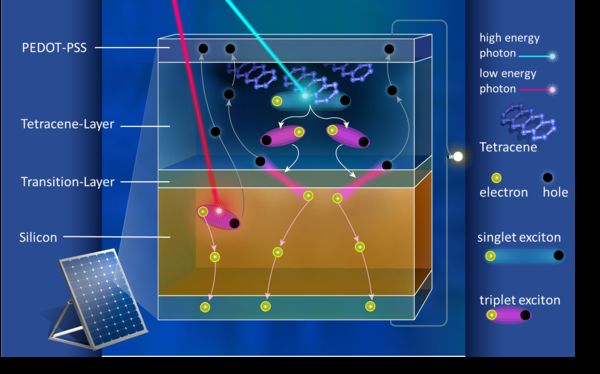 PEDOT-PSS
Tetracene-Layer
Transition-Layer
Silicon
high energy
photon
low energy
photon
Tetracene
electron
hole
singlet exciton
triplet exciton